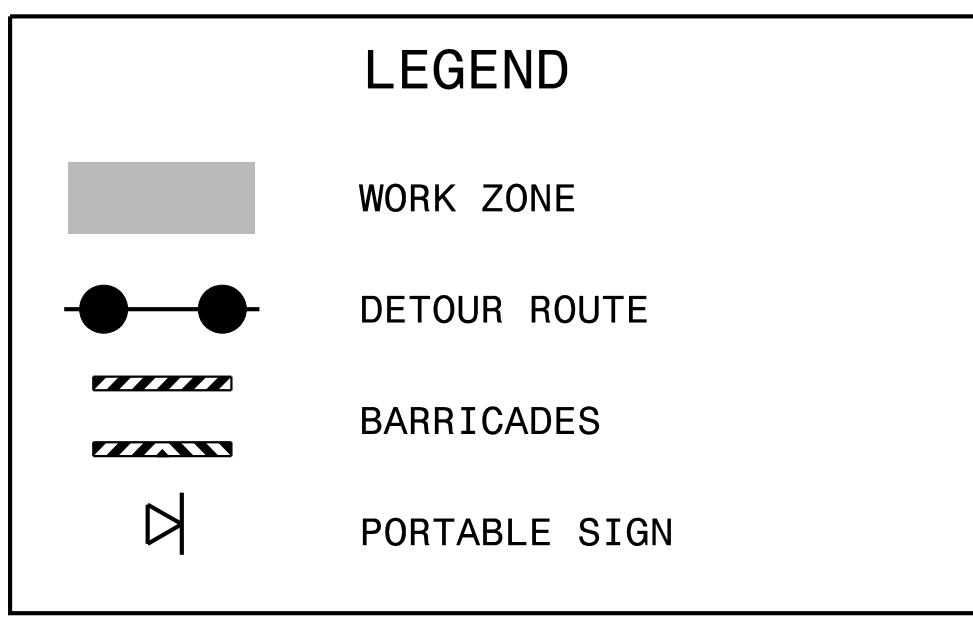 LEGEND
WORK ZONE
DETOUR ROUTE
BARRICADES
PORTABLE SIGN